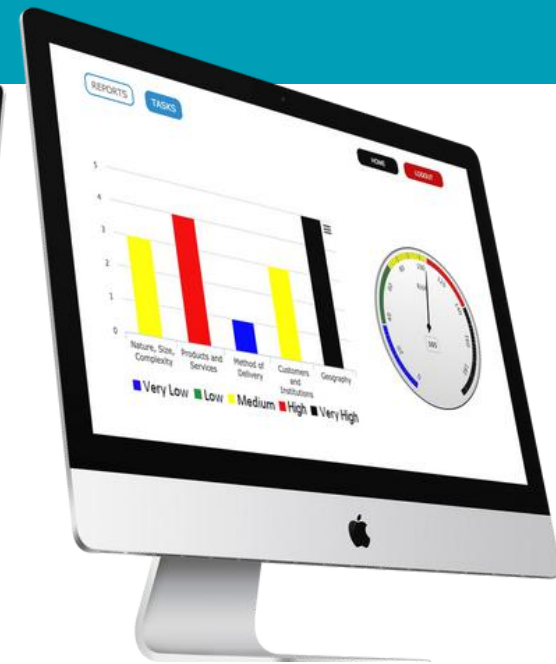 REPORTS
TASKS
HOME
LOGOUT
5
4
3
2
1
0
Nature, Size,
Complexity
Products and
Services
Method of
Delivery
Customers
and
Institutions
Geography
Very Low
Low
Medium
High
Very High